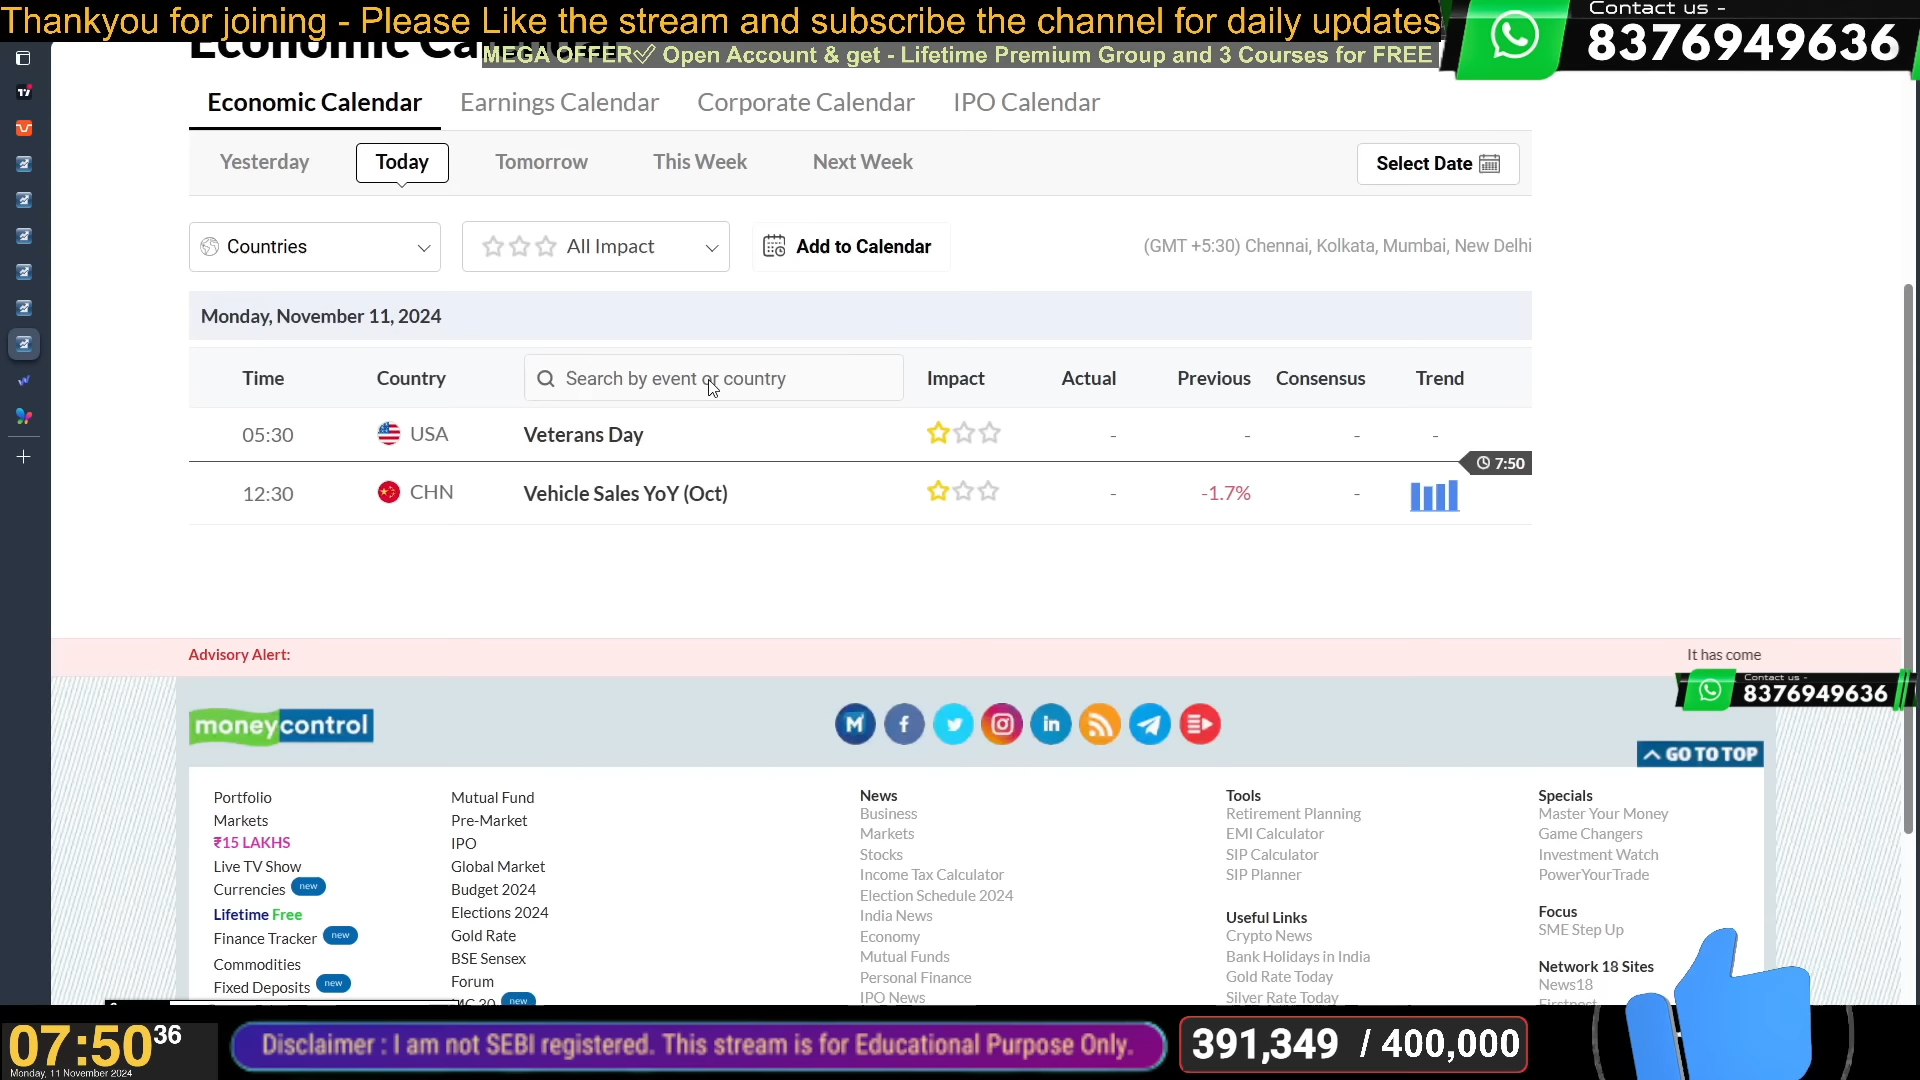 Thankyou for joining - Please Like the stream and subscribe the channel for daily updates
Contact us -
8376949636
MEGA OFFER✅ Open Account & get - Lifetime Premium Group and 3 Courses for FREE
Economic Calendar Earnings Calendar Corporate Calendar IPO Calendar
Yesterday Today Tomorrow This Week Next Week Select Date
Countries All Impact Add to Calendar (GMT +5:30) Chennai, Kolkata, Mumbai, New Delhi
Monday, November 11, 2024
Time Country Search by event or country Impact Actual Previous Consensus Trend
05:30 USA Veterans Day - - - -
7:50
12:30 CHN Vehicle Sales YoY (Oct) - -1.7% -
Advisory Alert: It has come
Contact us -
8376949636
moneycontrol
GO TO TOP
Portfolio
Markets
₹15 LAKHS
Live TV Show
Currencies new
Lifetime Free
Finance Tracker new
Commodities
Fixed Deposits new
Mutual Fund
Pre-Market
IPO
Global Market
Budget 2024
Elections 2024
Gold Rate
BSE Sensex
Forum
MC 30 new
News
Business
Markets
Stocks
Income Tax Calculator
Election Schedule 2024
India News
Economy
Mutual Funds
Personal Finance
IPO News
Tools
Retirement Planning
EMI Calculator
SIP Calculator
SIP Planner
Useful Links
Crypto News
Bank Holidays in India
Gold Rate Today
Silver Rate Today
Specials
Master Your Money
Game Changers
Investment Watch
PowerYourTrade
Focus
SME Step Up
Network 18 Sites
News18
Firstpost
07:50 36
Monday, 11 November 2024
Disclaimer : I am not SEBI registered. This stream is for Educational Purpose Only.
391,349 / 400,000